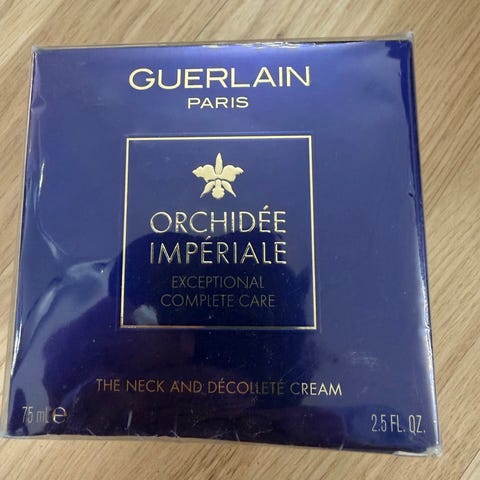 GUERLAIN
PARIS
ORCHIDÉE
IMPÉRIALE
EXCEPTIONAL
COMPLETE CARE
THE NECK AND DÉCOLLETÉ CREAM
75 mL e
2.5 FL. OZ.